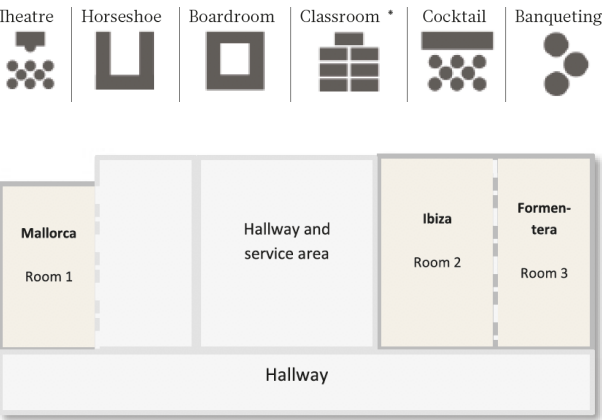 Theatre Horseshoe Boardroom Classroom * Cocktail Banqueting
Mallorca
Room 1
Hallway and
service area
Ibiza
Room 2
Formen-
tera
Room 3
Hallway